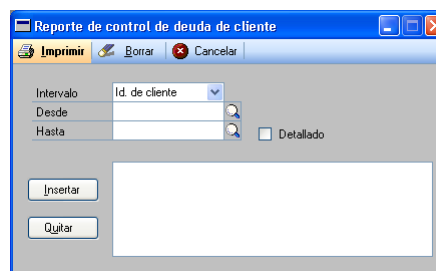 Reporte de control de deuda de cliente
Imprimir Borrar Cancelar
Intervalo Id. de cliente
Desde
Hasta Detallado
Insertar
Quitar